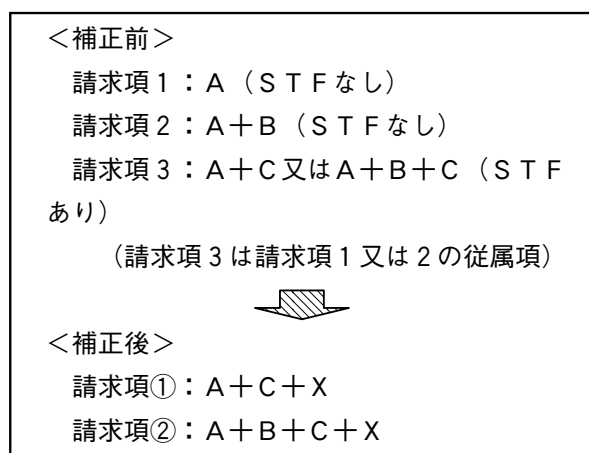 ＜補正前＞
請求項１：Ａ（ＳＴＦなし）
請求項２：Ａ＋Ｂ（ＳＴＦなし）
請求項３：Ａ＋Ｃ又はＡ＋Ｂ＋Ｃ（ＳＴＦ
あり）
（請求項３は請求項１又は２の従属項）
＜補正後＞
請求項①：Ａ＋Ｃ＋Ｘ
請求項②：Ａ＋Ｂ＋Ｃ＋Ｘ